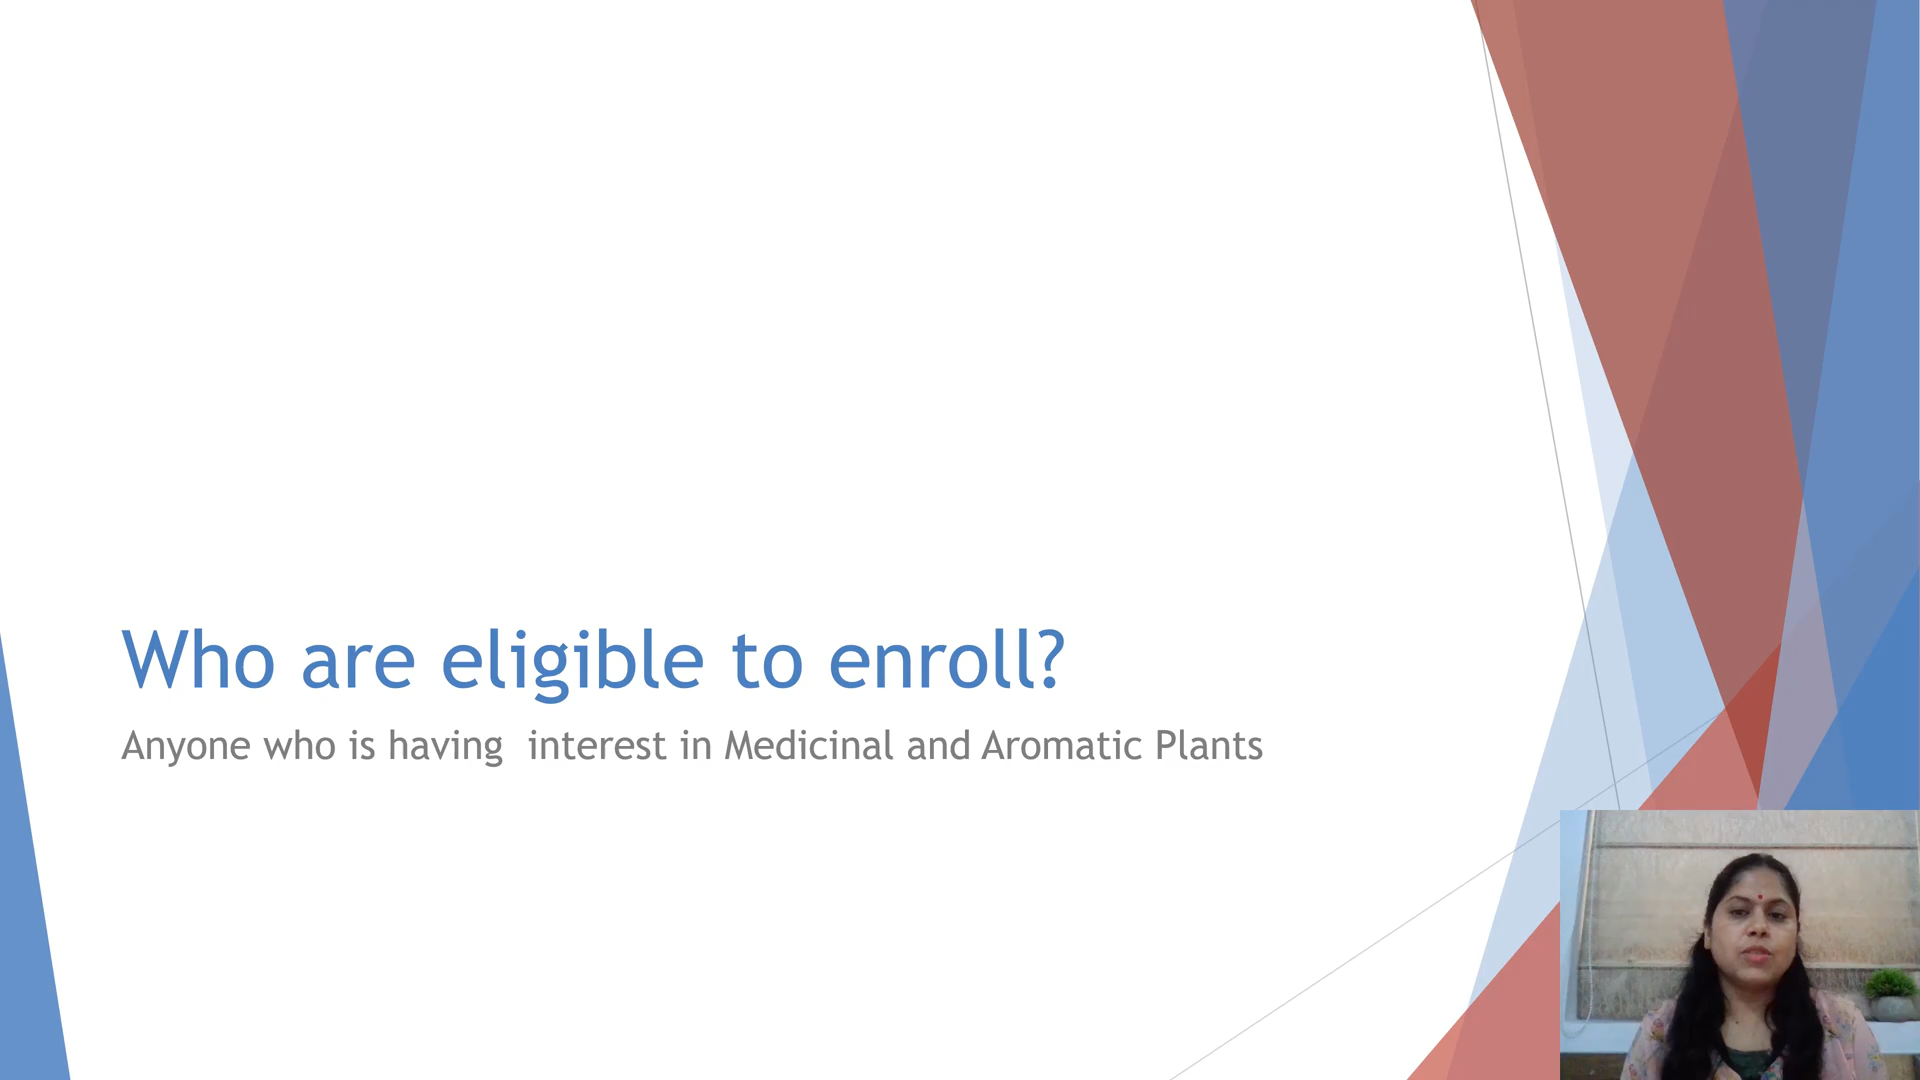 Who are eligible to enroll?
Anyone who is having  interest in Medicinal and Aromatic Plants